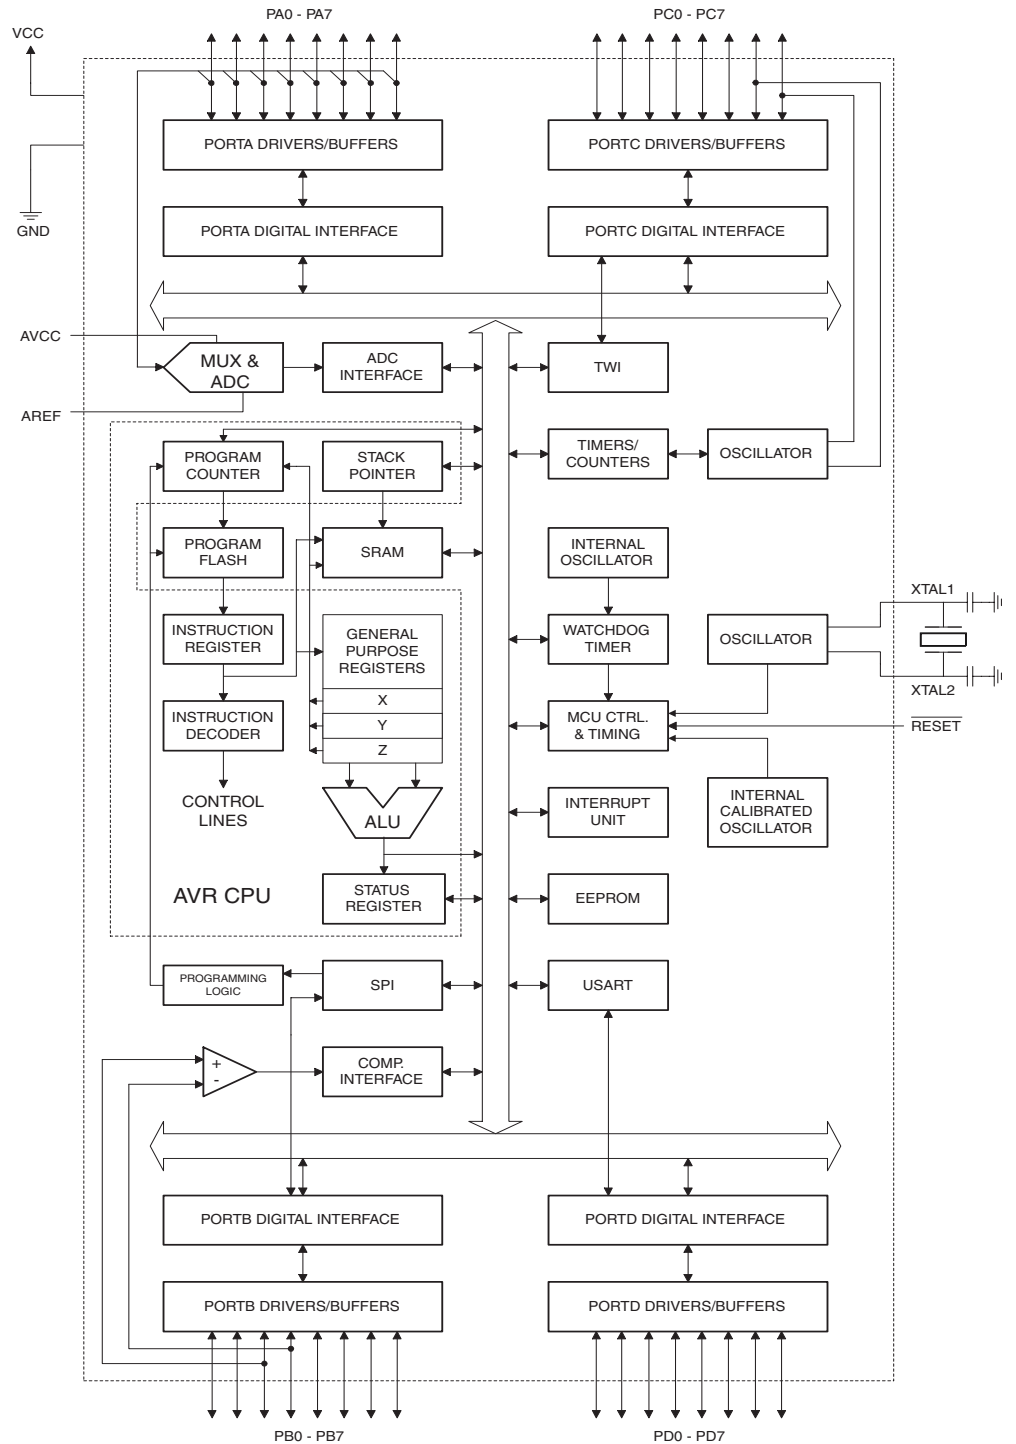 PA0 - PA7
PC0 - PC7
VCC
PORTA DRIVERS/BUFFERS
PORTC DRIVERS/BUFFERS
GND
PORTA DIGITAL INTERFACE
PORTC DIGITAL INTERFACE
AVCC
MUX &
ADC
ADC
INTERFACE
TWI
AREF
PROGRAM
COUNTER
STACK
POINTER
TIMERS/
COUNTERS
OSCILLATOR
PROGRAM
FLASH
SRAM
INTERNAL
OSCILLATOR
XTAL1
INSTRUCTION
REGISTER
GENERAL
PURPOSE
REGISTERS
WATCHDOG
TIMER
OSCILLATOR
XTAL2
X
INSTRUCTION
DECODER
Y
Z
MCU CTRL.
& TIMING
RESET
CONTROL
LINES
ALU
INTERRUPT
UNIT
INTERNAL
CALIBRATED
OSCILLATOR
AVR CPU
STATUS
REGISTER
EEPROM
PROGRAMMING
LOGIC
SPI
USART
+
-
COMP.
INTERFACE
PORTB DIGITAL INTERFACE
PORTD DIGITAL INTERFACE
PORTB DRIVERS/BUFFERS
PORTD DRIVERS/BUFFERS
PB0 - PB7
PD0 - PD7